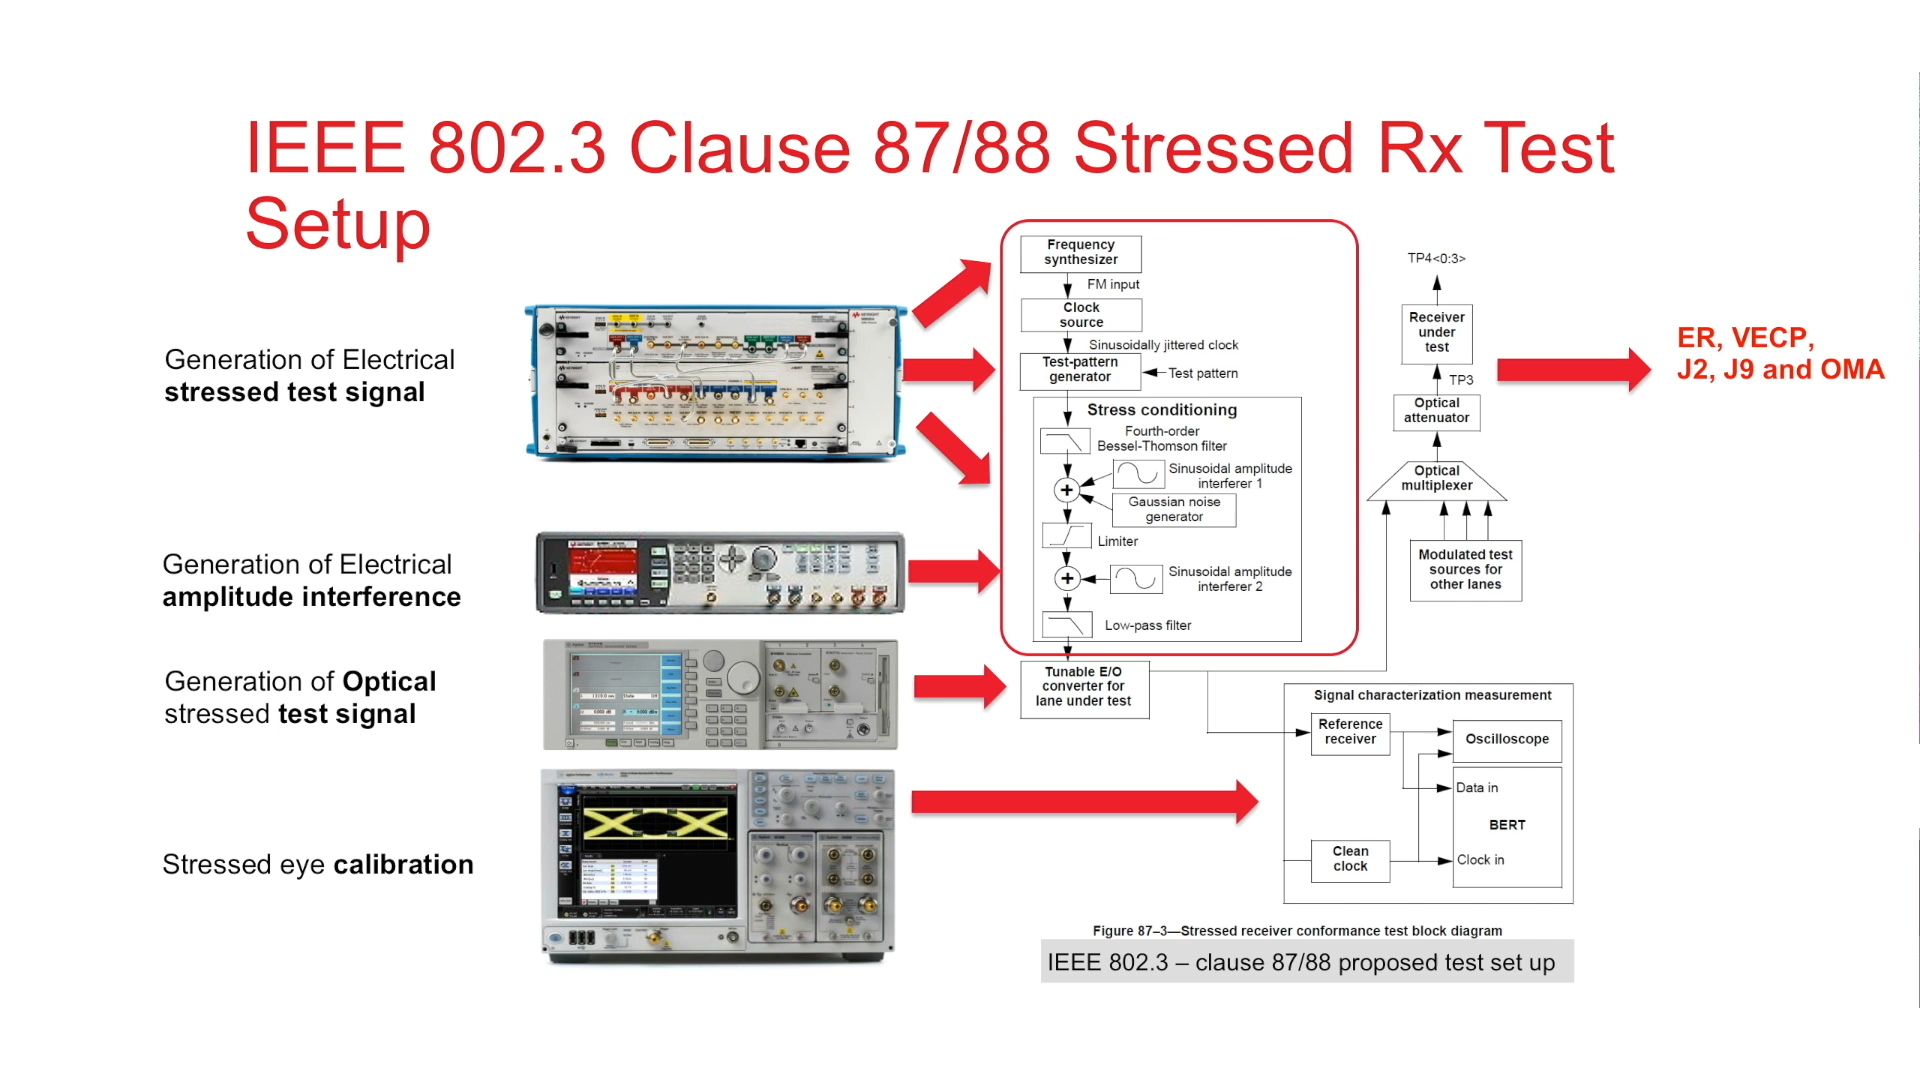 IEEE 802.3 Clause 87/88 Stressed Rx Test
Setup
Generation of Electrical
stressed test signal
Generation of Electrical
amplitude interference
Generation of Optical
stressed test signal
Stressed eye calibration
Frequency
synthesizer
FM input
Clock
source
Sinusoidally jittered clock
Test-pattern
generator
Test pattern
Stress conditioning
Fourth-order
Bessel-Thomson filter
Sinusoidal amplitude
interferer 1
Gaussian noise
generator
Limiter
Sinusoidal amplitude
interferer 2
Low-pass filter
Tunable E/O
converter for
lane under test
TP4<0:3>
Receiver
under
test
TP3
Optical
attenuator
Optical
multiplexer
Modulated test
sources for
other lanes
ER, VECP,
J2, J9 and OMA
Signal characterization measurement
Reference
receiver
Oscilloscope
Data in
BERT
Clean
clock
Clock in
Figure 87–3—Stressed receiver conformance test block diagram
IEEE 802.3 – clause 87/88 proposed test set up